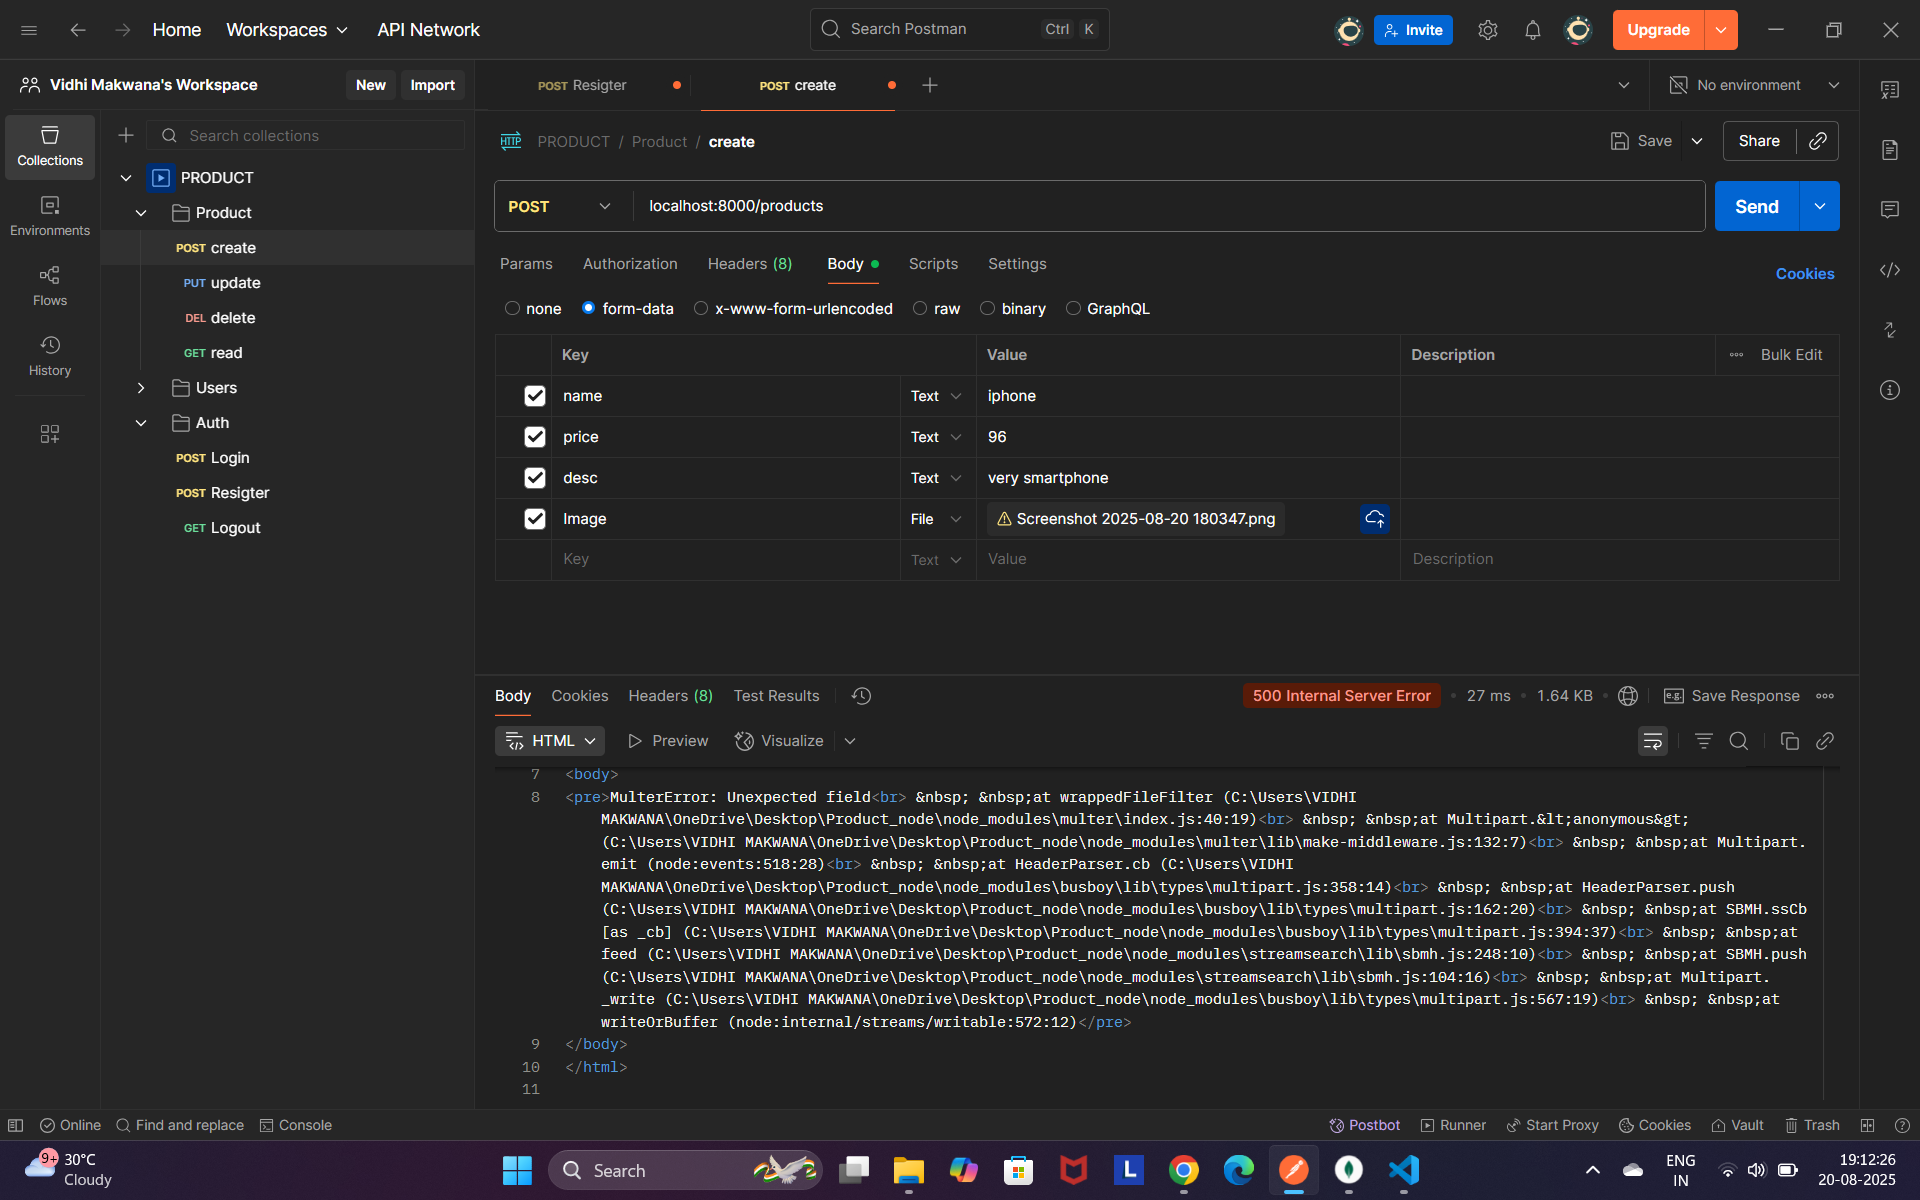 Home
Workspaces
API Network
Search Postman
Ctrl K
Invite
Upgrade
Vidhi Makwana's Workspace
New
Import
POST Resigter
POST create
No environment
Collections
Environments
Flows
History
Search collections
PRODUCT
Product
POST create
PUT update
DEL delete
GET read
Users
Auth
POST Login
POST Resigter
GET Logout
HTTP PRODUCT / Product / create
Save
Share
POST localhost:8000/products
Send
Params Authorization Headers (8) Body Scripts Settings
Cookies
none form-data x-www-form-urlencoded raw binary GraphQL
Key Value Description Bulk Edit
name Text iphone
price Text 96
desc Text very smartphone
Image File Screenshot 2025-08-20 180347.png
Key Text Value Description
Body Cookies Headers (8) Test Results
500 Internal Server Error • 27 ms • 1.64 KB
e.g. Save Response
HTML Preview Visualize
7 <body>
8 <pre>MulterError: Unexpected field<br> &nbsp; &nbsp;at wrappedFileFilter (C:\Users\VIDHI
MAKWANA\OneDrive\Desktop\Product_node\node_modules\multer\index.js:40:19)<br> &nbsp; &nbsp;at Multipart.&lt;anonymous&gt;
(C:\Users\VIDHI MAKWANA\OneDrive\Desktop\Product_node\node_modules\multer\lib\make-middleware.js:132:7)<br> &nbsp; &nbsp;at Multipart.
emit (node:events:518:28)<br> &nbsp; &nbsp;at HeaderParser.cb (C:\Users\VIDHI
MAKWANA\OneDrive\Desktop\Product_node\node_modules\busboy\lib\types\multipart.js:358:14)<br> &nbsp; &nbsp;at HeaderParser.push
(C:\Users\VIDHI MAKWANA\OneDrive\Desktop\Product_node\node_modules\busboy\lib\types\multipart.js:162:20)<br> &nbsp; &nbsp;at SBMH.ssCb
[as _cb] (C:\Users\VIDHI MAKWANA\OneDrive\Desktop\Product_node\node_modules\busboy\lib\types\multipart.js:394:37)<br> &nbsp; &nbsp;at
feed (C:\Users\VIDHI MAKWANA\OneDrive\Desktop\Product_node\node_modules\streamsearch\lib\sbmh.js:248:10)<br> &nbsp; &nbsp;at SBMH.push
(C:\Users\VIDHI MAKWANA\OneDrive\Desktop\Product_node\node_modules\streamsearch\lib\sbmh.js:104:16)<br> &nbsp; &nbsp;at Multipart.
_write (C:\Users\VIDHI MAKWANA\OneDrive\Desktop\Product_node\node_modules\busboy\lib\types\multipart.js:567:19)<br> &nbsp; &nbsp;at
writeOrBuffer (node:internal/streams/writable:572:12)</pre>
9 </body>
10 </html>
11
Online Find and replace Console
Postbot Runner Start Proxy Cookies Vault Trash
9+ 30°C
Cloudy
Search
L
ENG
IN
19:12:26
20-08-2025